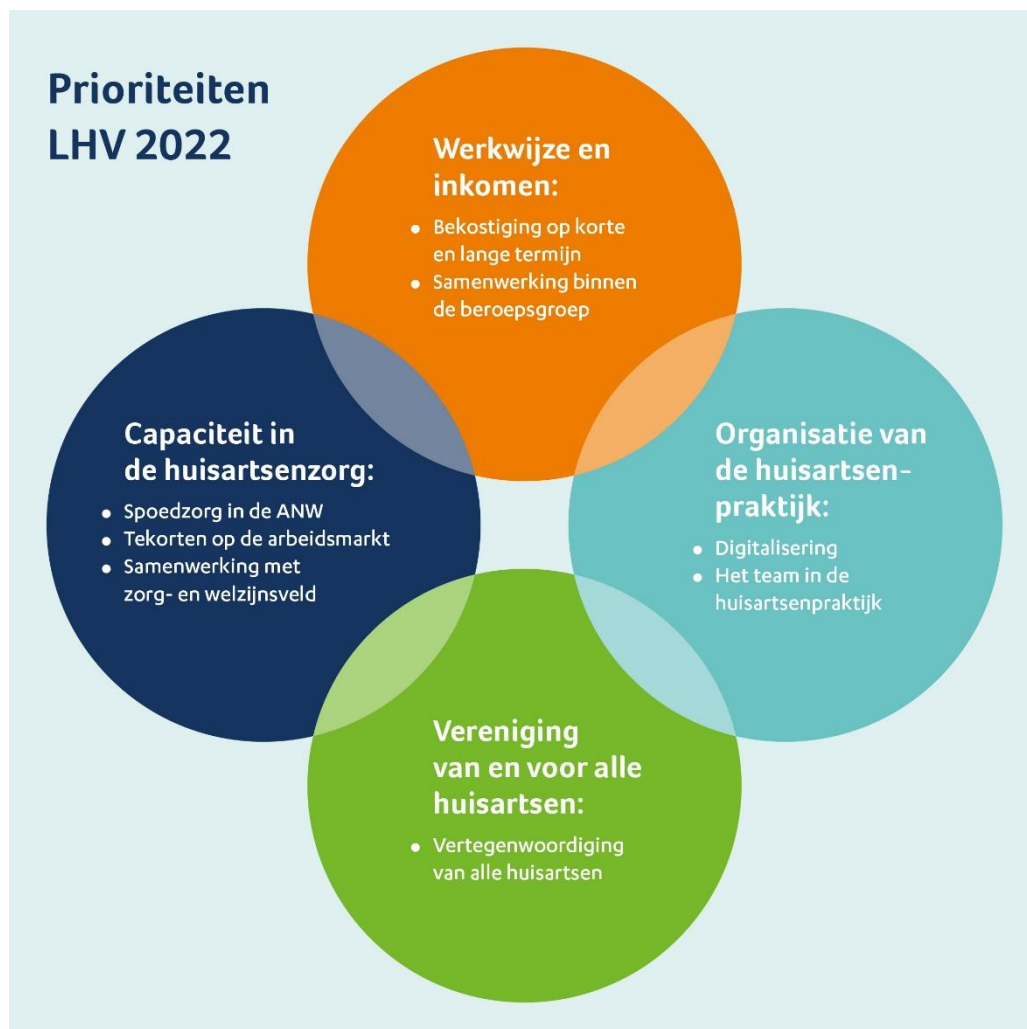 Prioriteiten
LHV 2022
Werkwijze en
inkomen:
• Bekostiging op korte
en lange termijn
• Samenwerking binnen
de beroepsgroep
Capaciteit in
de huisartsenzorg:
• Spoedzorg in de ANW
• Tekorten op de arbeidsmarkt
• Samenwerking met
zorg- en welzijnsveld
Organisatie van
de huisartsen-
praktijk:
• Digitalisering
• Het team in de
huisartsenpraktijk
Vereniging
van en voor alle
huisartsen:
• Vertegenwoordiging
van alle huisartsen